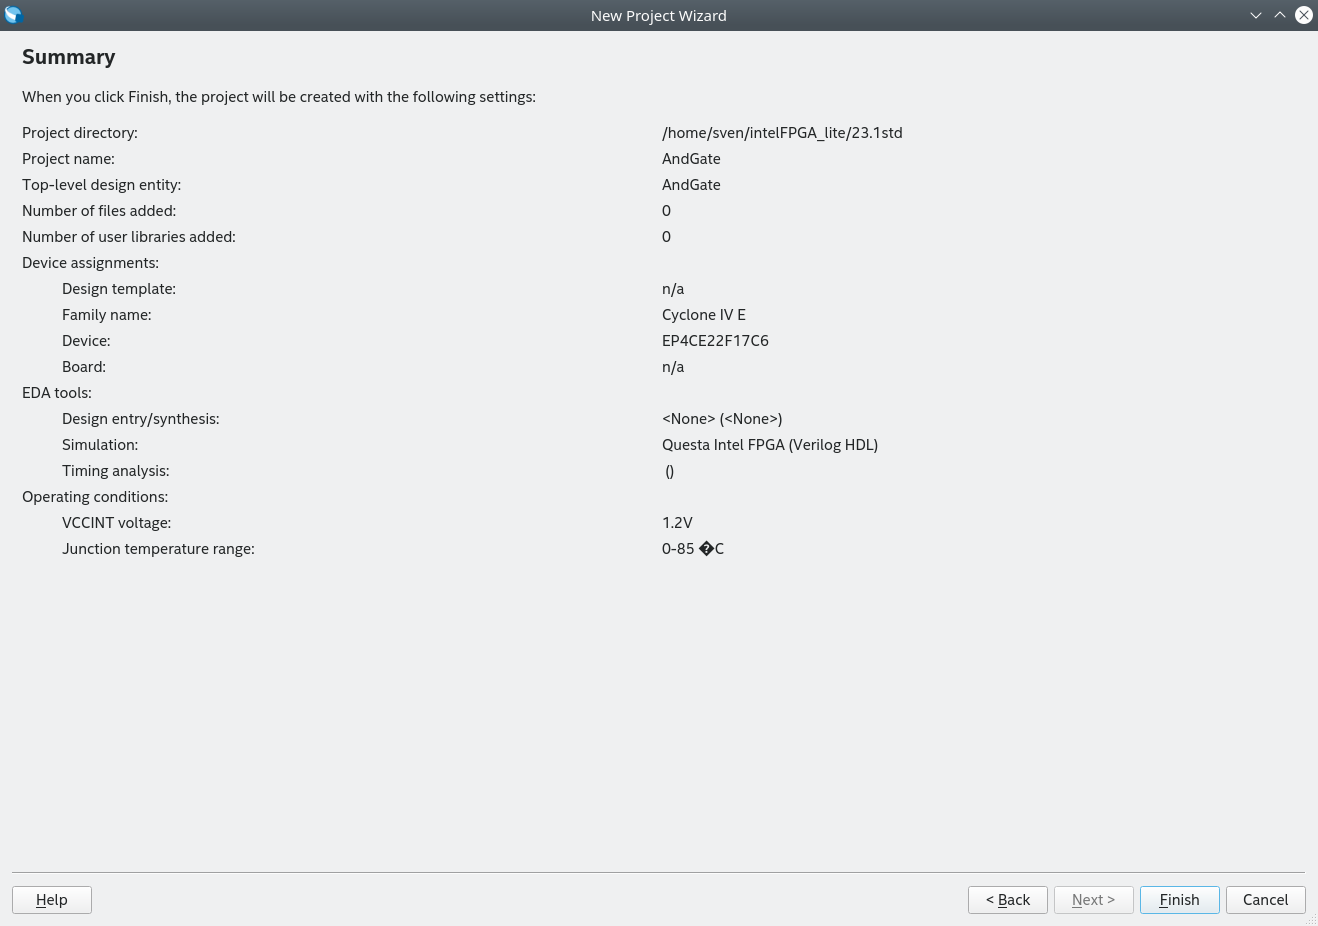 New Project Wizard
Summary
When you click Finish, the project will be created with the following settings:
Project directory: /home/sven/intelFPGA_lite/23.1std
Project name: AndGate
Top-level design entity: AndGate
Number of files added: 0
Number of user libraries added: 0
Device assignments:
Design template: n/a
Family name: Cyclone IV E
Device: EP4CE22F17C6
Board: n/a
EDA tools:
Design entry/synthesis: <None> (<None>)
Simulation: Questa Intel FPGA (Verilog HDL)
Timing analysis: ()
Operating conditions:
VCCINT voltage: 1.2V
Junction temperature range: 0-85 �C
Help < Back Next > Finish Cancel